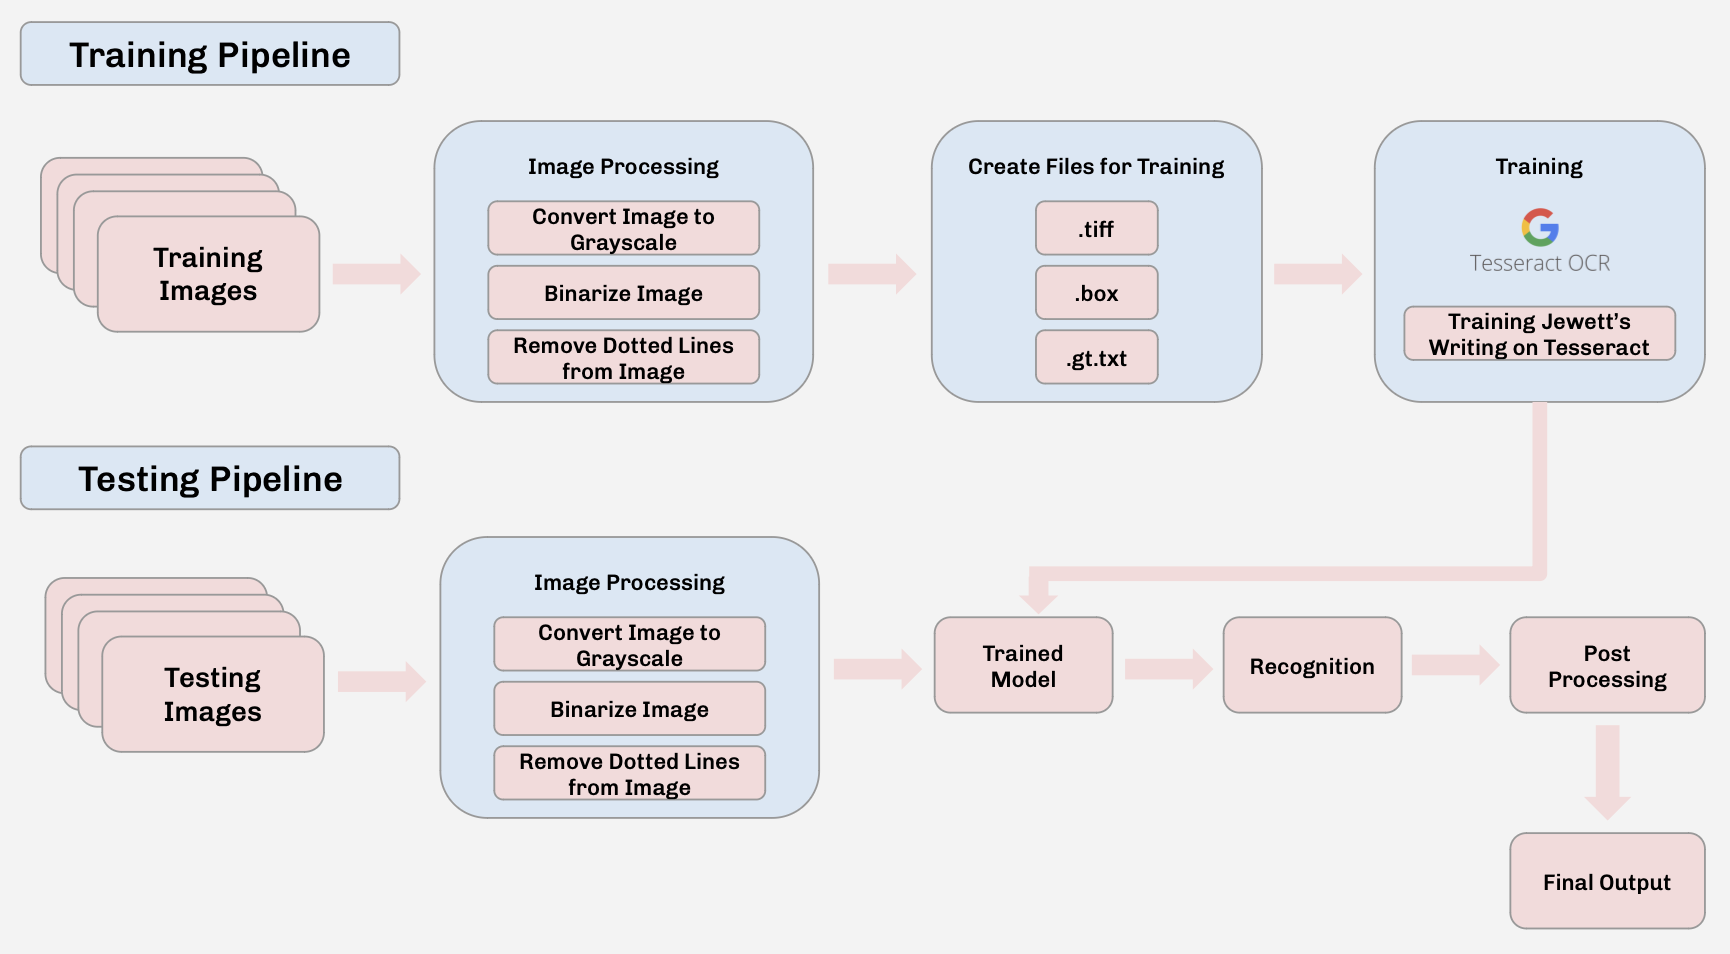 Training Pipeline
Training
Images
Image Processing
Convert Image to
Grayscale
Binarize Image
Remove Dotted Lines
from Image
Create Files for Training
.tiff
.box
.gt.txt
Training
Tesseract OCR
Training Jewett’s
Writing on Tesseract
Testing Pipeline
Testing
Images
Image Processing
Convert Image to
Grayscale
Binarize Image
Remove Dotted Lines
from Image
Trained
Model
Recognition
Post
Processing
Final Output